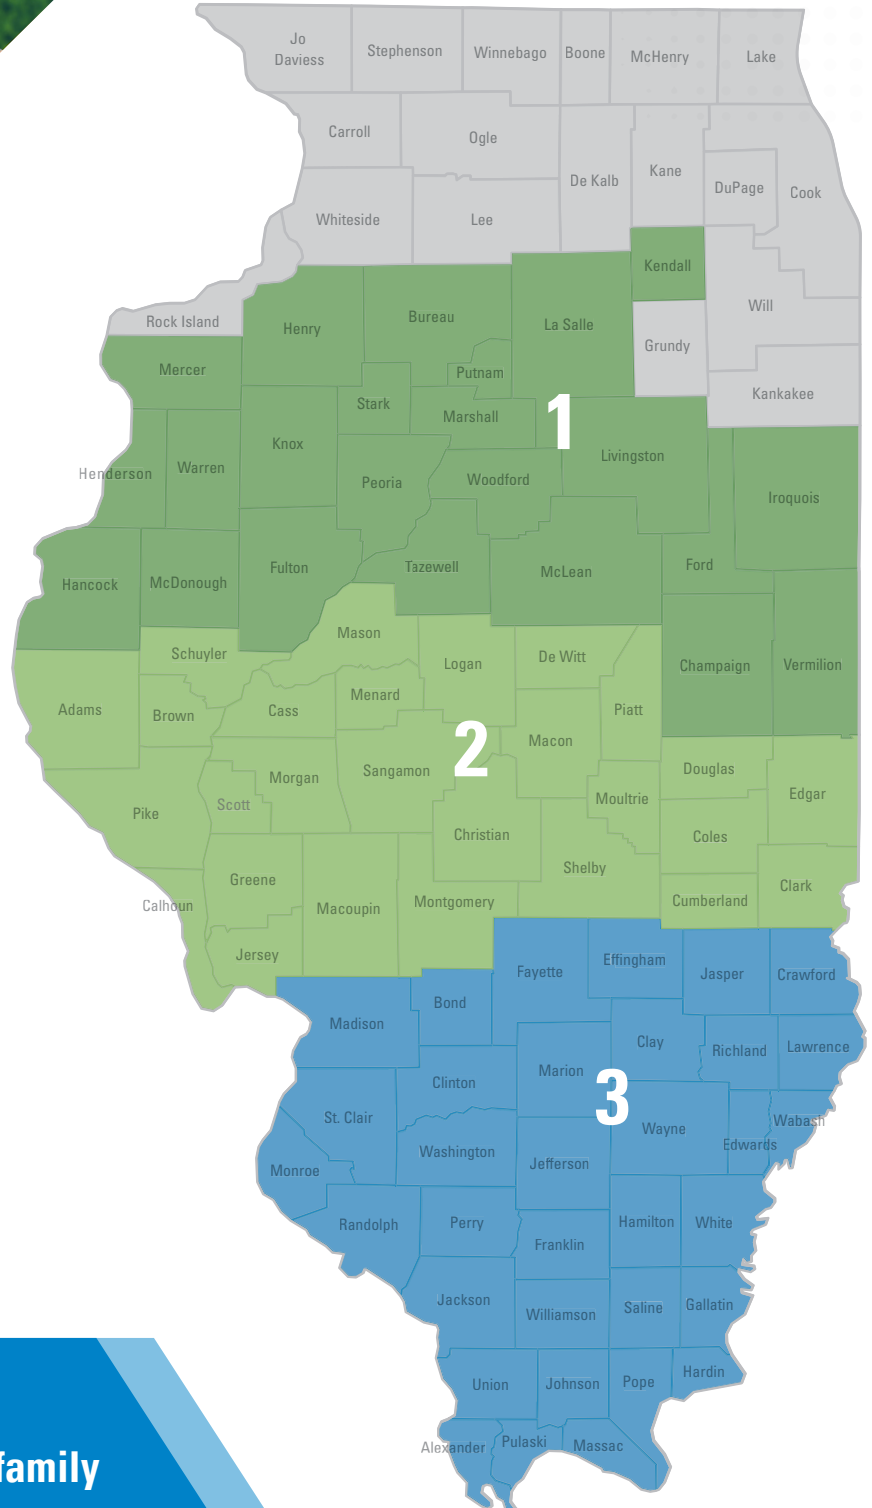 Jo
Daviess
Stephenson
Winnebago
Boone
McHenry
Lake
Carroll
Ogle
De Kalb
Kane
DuPage
Cook
Whiteside
Lee
Kendall
Rock Island
Henry
Bureau
La Salle
Will
Grundy
Mercer
Putnam
Kankakee
Stark
Marshall
1
Knox
Henderson
Warren
Peoria
Woodford
Livingston
Iroquois
Hancock
McDonough
Fulton
Tazewell
McLean
Ford
Mason
Schuyler
Logan
De Witt
Champaign
Vermilion
Adams
Brown
Cass
Menard
Piatt
2
Macon
Sangamon
Morgan
Scott
Pike
Douglas
Moultrie
Edgar
Christian
Coles
Shelby
Greene
Calhoun
Macoupin
Montgomery
Cumberland
Clark
Jersey
Fayette
Effingham
Jasper
Crawford
Bond
Madison
Clay
Richland
Lawrence
Marion
Clinton
3
St. Clair
Wayne
Wabash
Edwards
Washington
Jefferson
Monroe
Randolph
Perry
Hamilton
White
Franklin
Jackson
Williamson
Saline
Gallatin
Union
Johnson
Pope
Hardin
Alexander
Pulaski
Massac
family